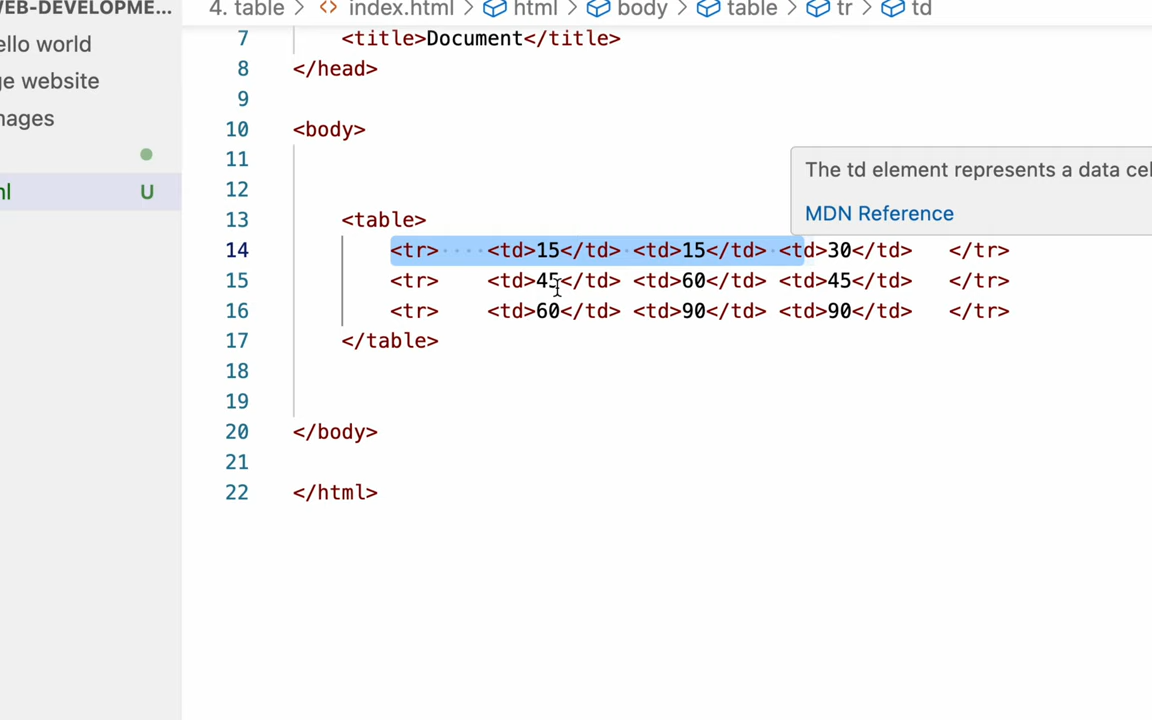 WEB-DEVELOPME...
ello world
ge website
mages
ml
U
4. table > <> index.html > html > body > table > tr > td
7 <title>Document</title>
8 </head>
9
10 <body>
11
12
13 <table>
14 <tr> <td>15</td> <td>15</td> <td>30</td> </tr>
15 <tr> <td>45</td> <td>60</td> <td>45</td> </tr>
16 <tr> <td>60</td> <td>90</td> <td>90</td> </tr>
17 </table>
18
19
20 </body>
21
22 </html>
The td element represents a data cel
MDN Reference